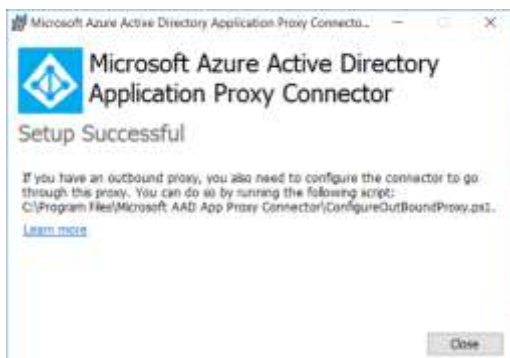 Microsoft Azure Active Directory Application Proxy Connecto...
Microsoft Azure Active Directory
Application Proxy Connector
Setup Successful
If you have an outbound proxy, you also need to configure the connector to go
through this proxy. You can do so by running the following script:
C:\Program Files\Microsoft AAD App Proxy Connector\ConfigureOutBoundProxy.ps1.
Learn more
Close